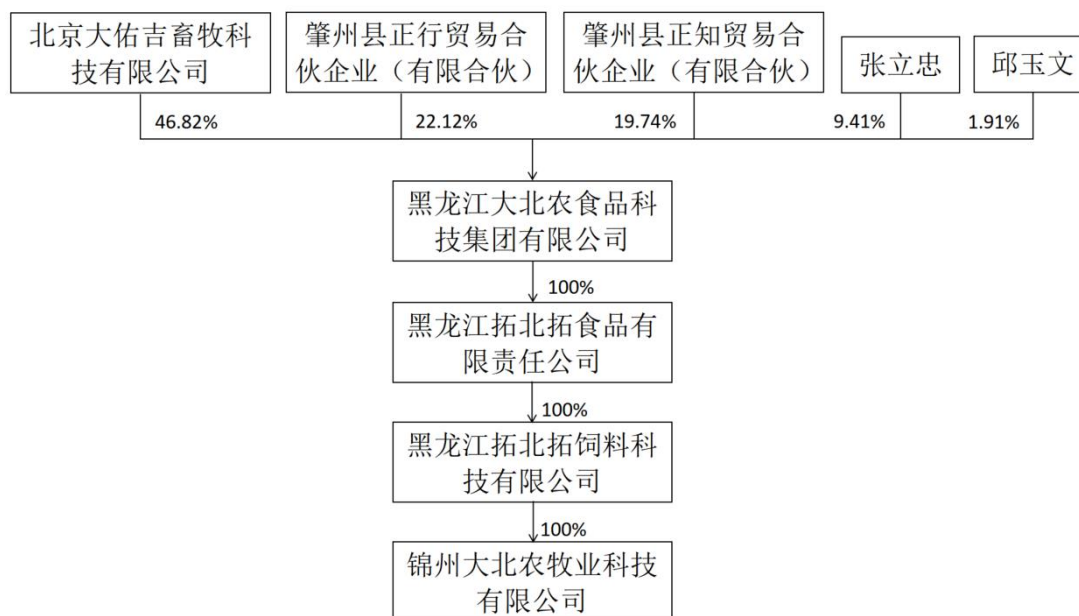 北京大佑吉畜牧科
技有限公司
肇州县正行贸易合
伙企业（有限合伙）
肇州县正知贸易合
伙企业（有限合伙）
张立忠
邱玉文
46.82%
22.12%
19.74%
9.41%
1.91%
黑龙江大北农食品科
技集团有限公司
100%
黑龙江拓北拓食品有
限责任公司
100%
黑龙江拓北拓饲料科
技有限公司
100%
锦州大北农牧业科技
有限公司